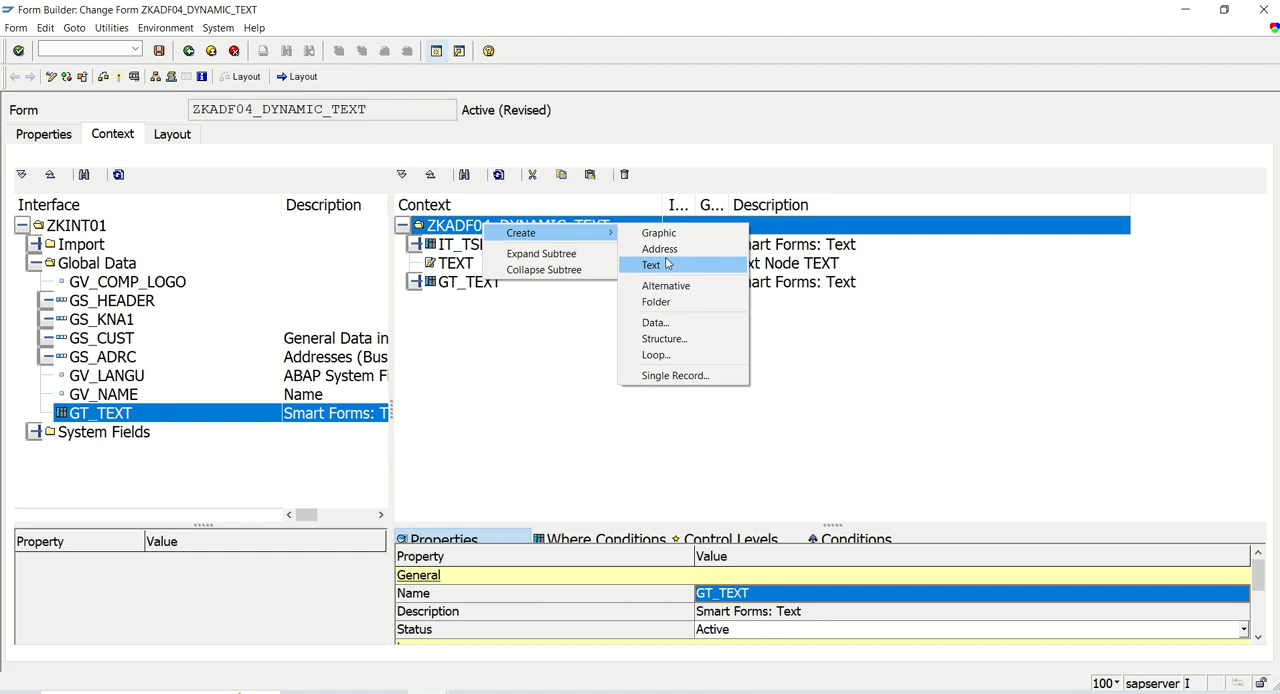 Form Builder: Change Form ZKADF04_DYNAMIC_TEXT
Form Edit Goto Utilities Environment System Help
Layout Layout
Form ZKADF04_DYNAMIC_TEXT Active (Revised)
Properties Context Layout
Interface Description
ZKINT01
Import
Global Data
GV_COMP_LOGO
GS_HEADER
GS_KNA1
GS_CUST General Data in
GS_ADRC Addresses (Bus
GV_LANGU ABAP System Fi
GV_NAME Name
GT_TEXT Smart Forms: T
System Fields
Property Value
Context I... G... Description
ZKADF04_DYNAMIC_TEXT
IT_TS art Forms: Text
TEXT xt Node TEXT
GT_TEXT art Forms: Text
Create
Expand Subtree
Collapse Subtree
Graphic
Address
Text
Alternative
Folder
Data...
Structure...
Loop...
Single Record...
Properties Where Conditions Control Levels Conditions
Property Value
General
Name GT_TEXT
Description Smart Forms: Text
Status Active
100 sapserver I